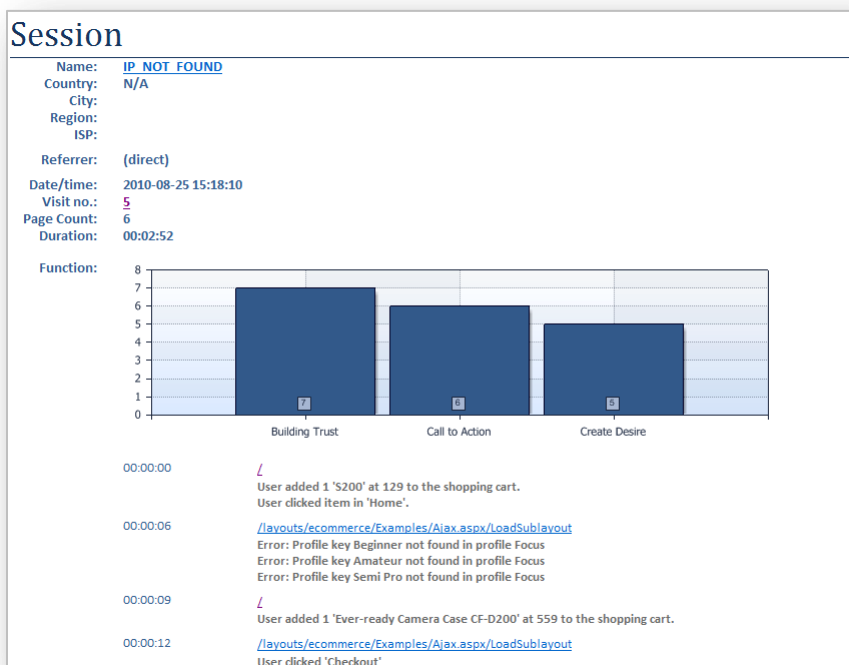 Session
Name: IP NOT FOUND
Country: N/A
City:
Region:
ISP:
Referrer: (direct)
Date/time: 2010-08-25 15:18:10
Visit no.: 5
Page Count: 6
Duration: 00:02:52
Function:
8
7
6
5
4
3
2
1
0
7 6 5
Building Trust Call to Action Create Desire
00:00:00 /
User added 1 'S200' at 129 to the shopping cart.
User clicked item in 'Home'.
00:00:06 /layouts/ecommerce/Examples/Ajax.aspx/LoadSublayout
Error: Profile key Beginner not found in profile Focus
Error: Profile key Amateur not found in profile Focus
Error: Profile key Semi Pro not found in profile Focus
00:00:09 /
User added 1 'Ever-ready Camera Case CF-D200' at 559 to the shopping cart.
00:00:12 /layouts/ecommerce/Examples/Ajax.aspx/LoadSublayout
User clicked 'Checkout'